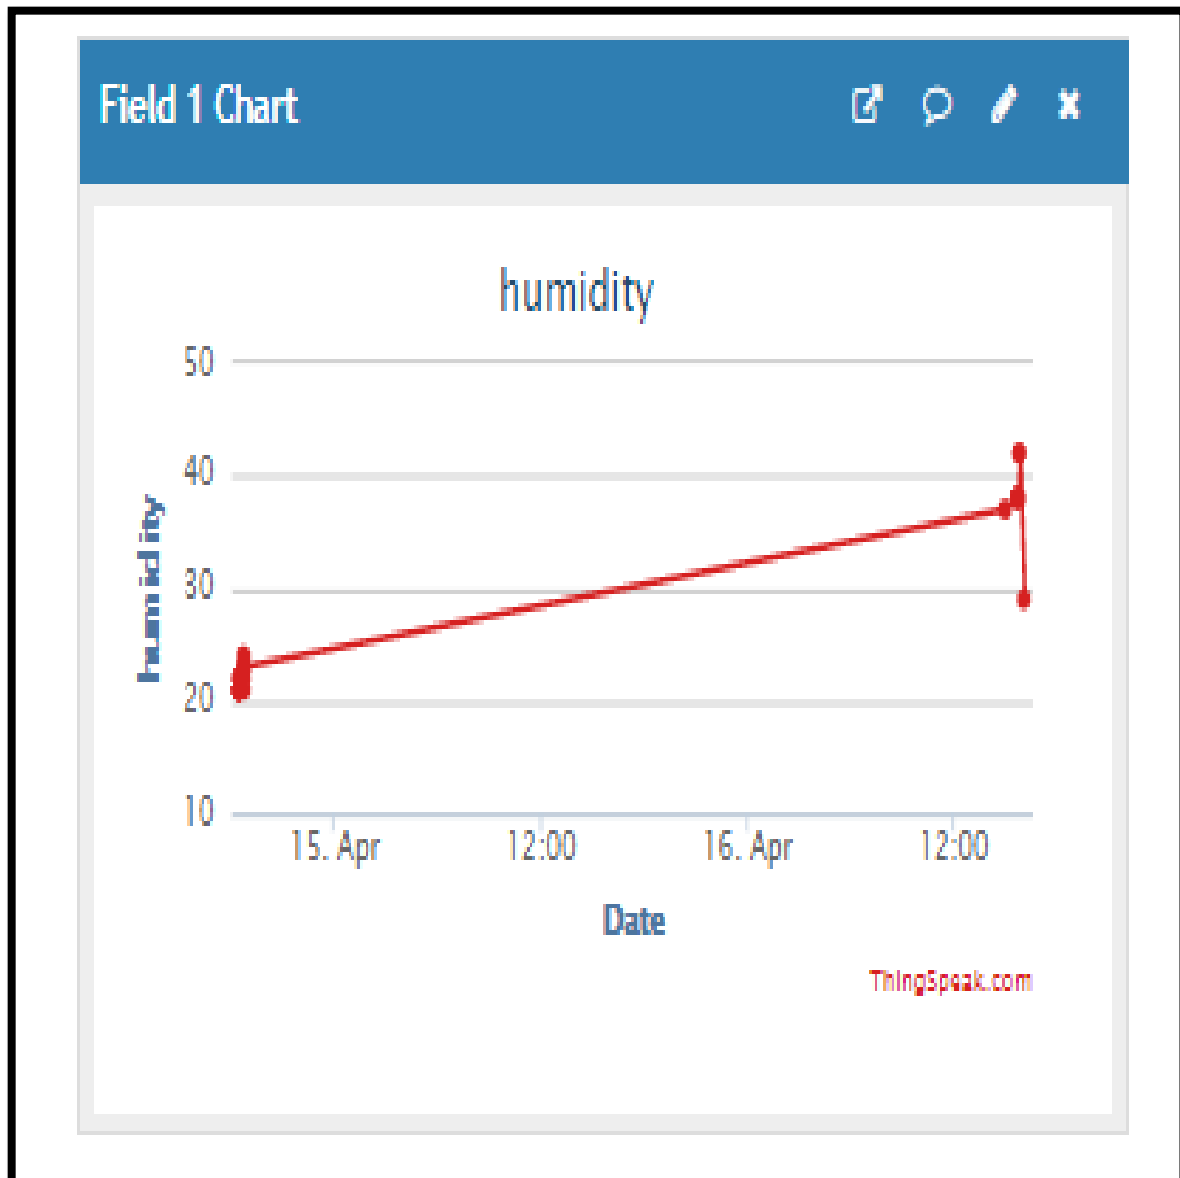 Field 1 Chart
humidity
50
40
30
20
10
humidity
15. Apr 12:00 16. Apr 12:00
Date
ThingSpeak.com